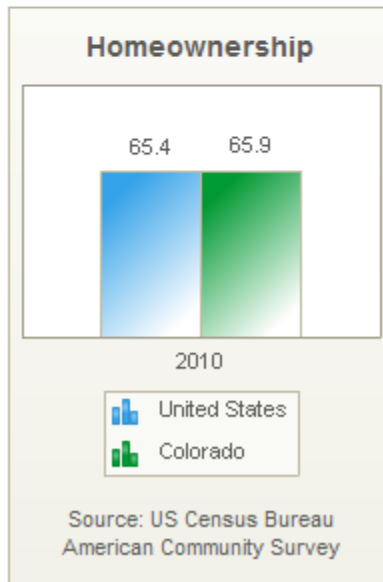 Homeownership
65.4 65.9
2010
United States
Colorado
Source: US Census Bureau
American Community Survey